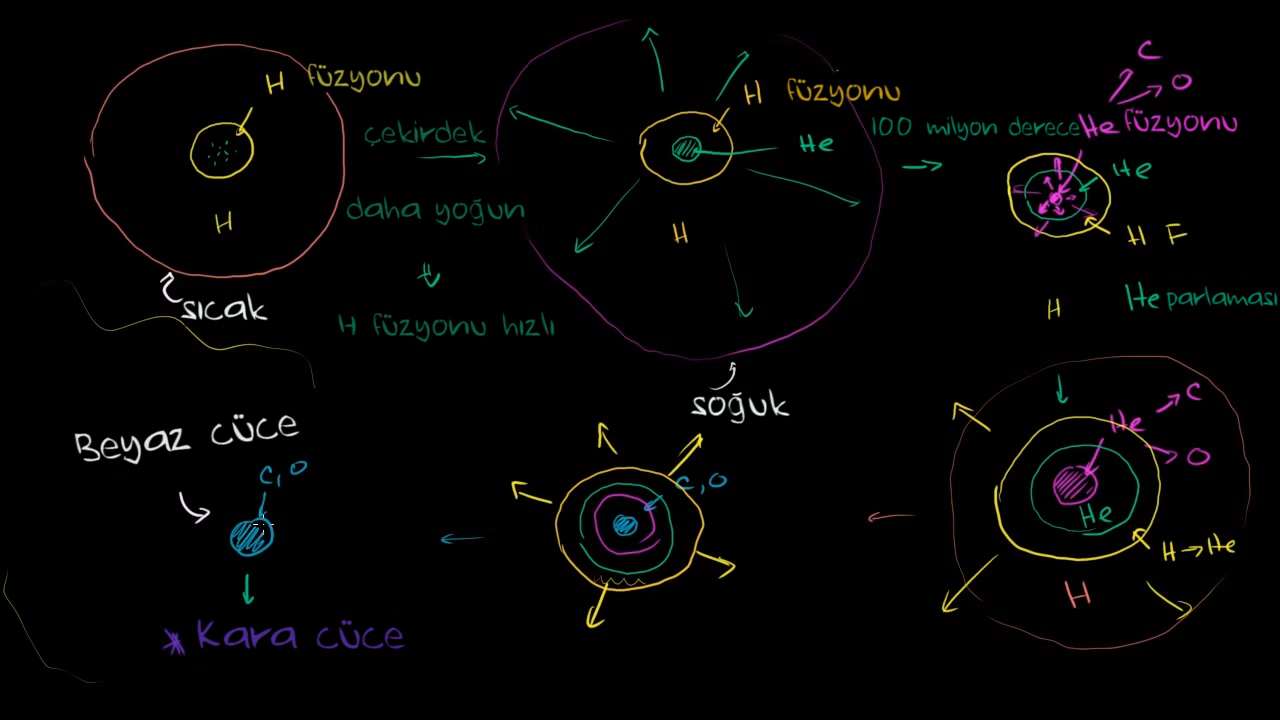 H füzyonu
çekirdek
daha yoğun
H füzyonu hızlı
H
sıcak
H füzyonu
He
H
soğuk
100 milyon derece
C
O
He füzyonu
He
H F
H
He parlaması
He
C
O
He
H → He
H
C, O
Beyaz cüce
C, O
* Kara cüce